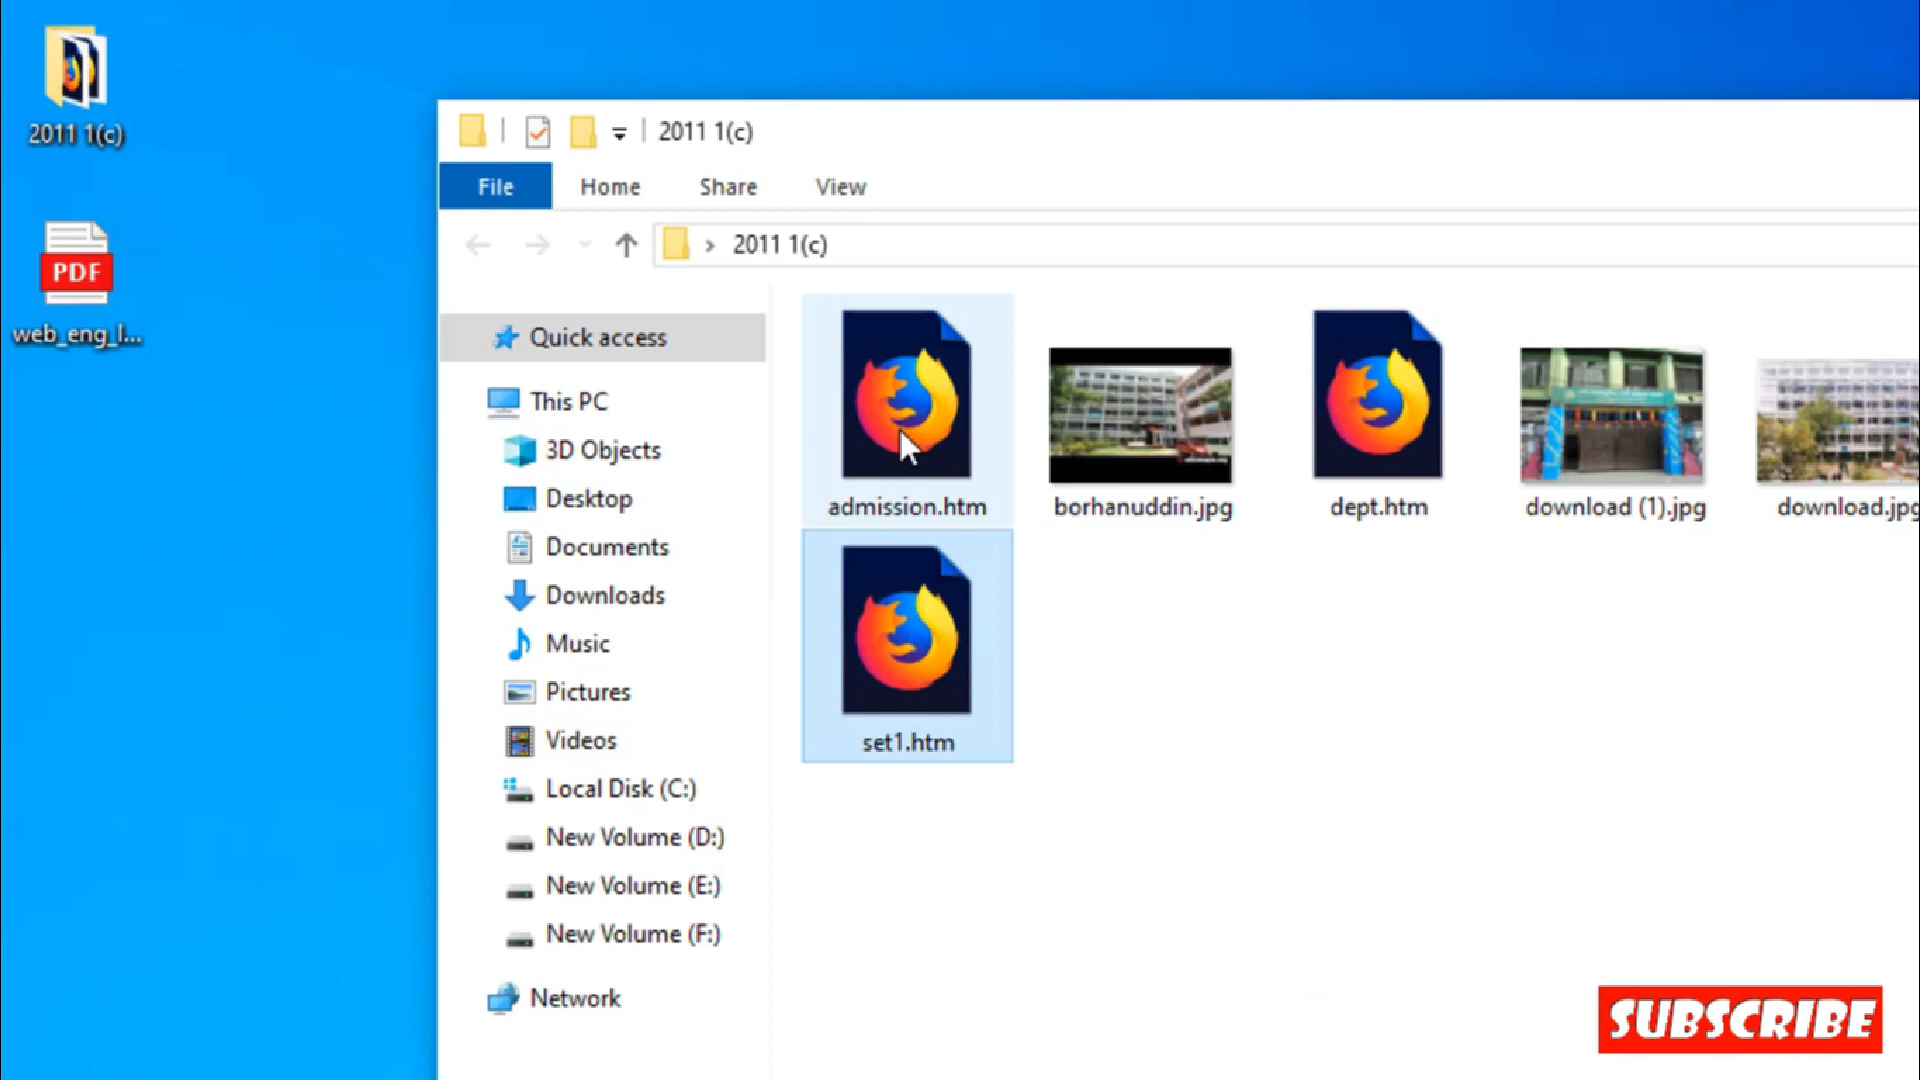 2011 1(c)
PDF
web_eng_l...
2011 1(c)
File
Home
Share
View
2011 1(c)
Quick access
This PC
3D Objects
Desktop
Documents
Downloads
Music
Pictures
Videos
Local Disk (C:)
New Volume (D:)
New Volume (E:)
New Volume (F:)
Network
admission.htm
borhanuddin.jpg
dept.htm
download (1).jpg
download.jpg
set1.htm
SUBSCRIBE